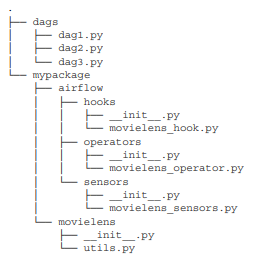 .
├── dags
│   ├── dag1.py
│   ├── dag2.py
│   └── dag3.py
└── mypackage
    ├── airflow
    │   ├── hooks
    │   │   ├── __init__.py
    │   │   └── movielens_hook.py
    │   ├── operators
    │   │   ├── __init__.py
    │   │   └── movielens_operator.py
    │   └── sensors
    │       ├── __init__.py
    │       └── movielens_sensors.py
    └── movielens
        ├── __init__.py
        └── utils.py